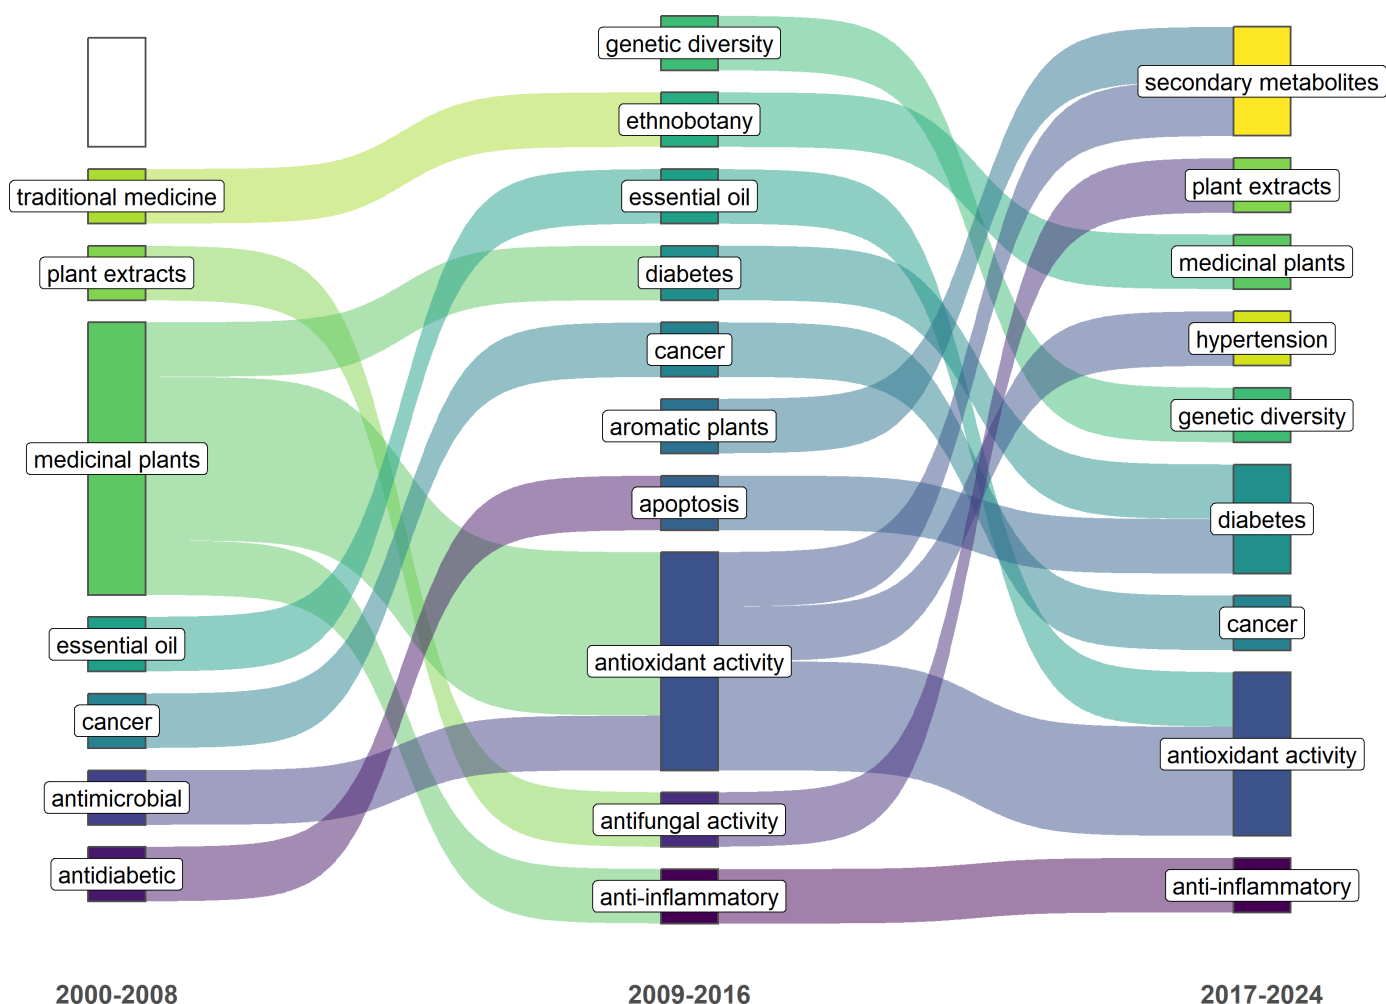 traditional medicine
plant extracts
medicinal plants
essential oil
cancer
antimicrobial
antidiabetic
genetic diversity
ethnobotany
essential oil
diabetes
cancer
aromatic plants
apoptosis
antioxidant activity
antifungal activity
anti-inflammatory
secondary metabolites
plant extracts
medicinal plants
hypertension
genetic diversity
diabetes
cancer
antioxidant activity
anti-inflammatory
2000-2008
2009-2016
2017-2024